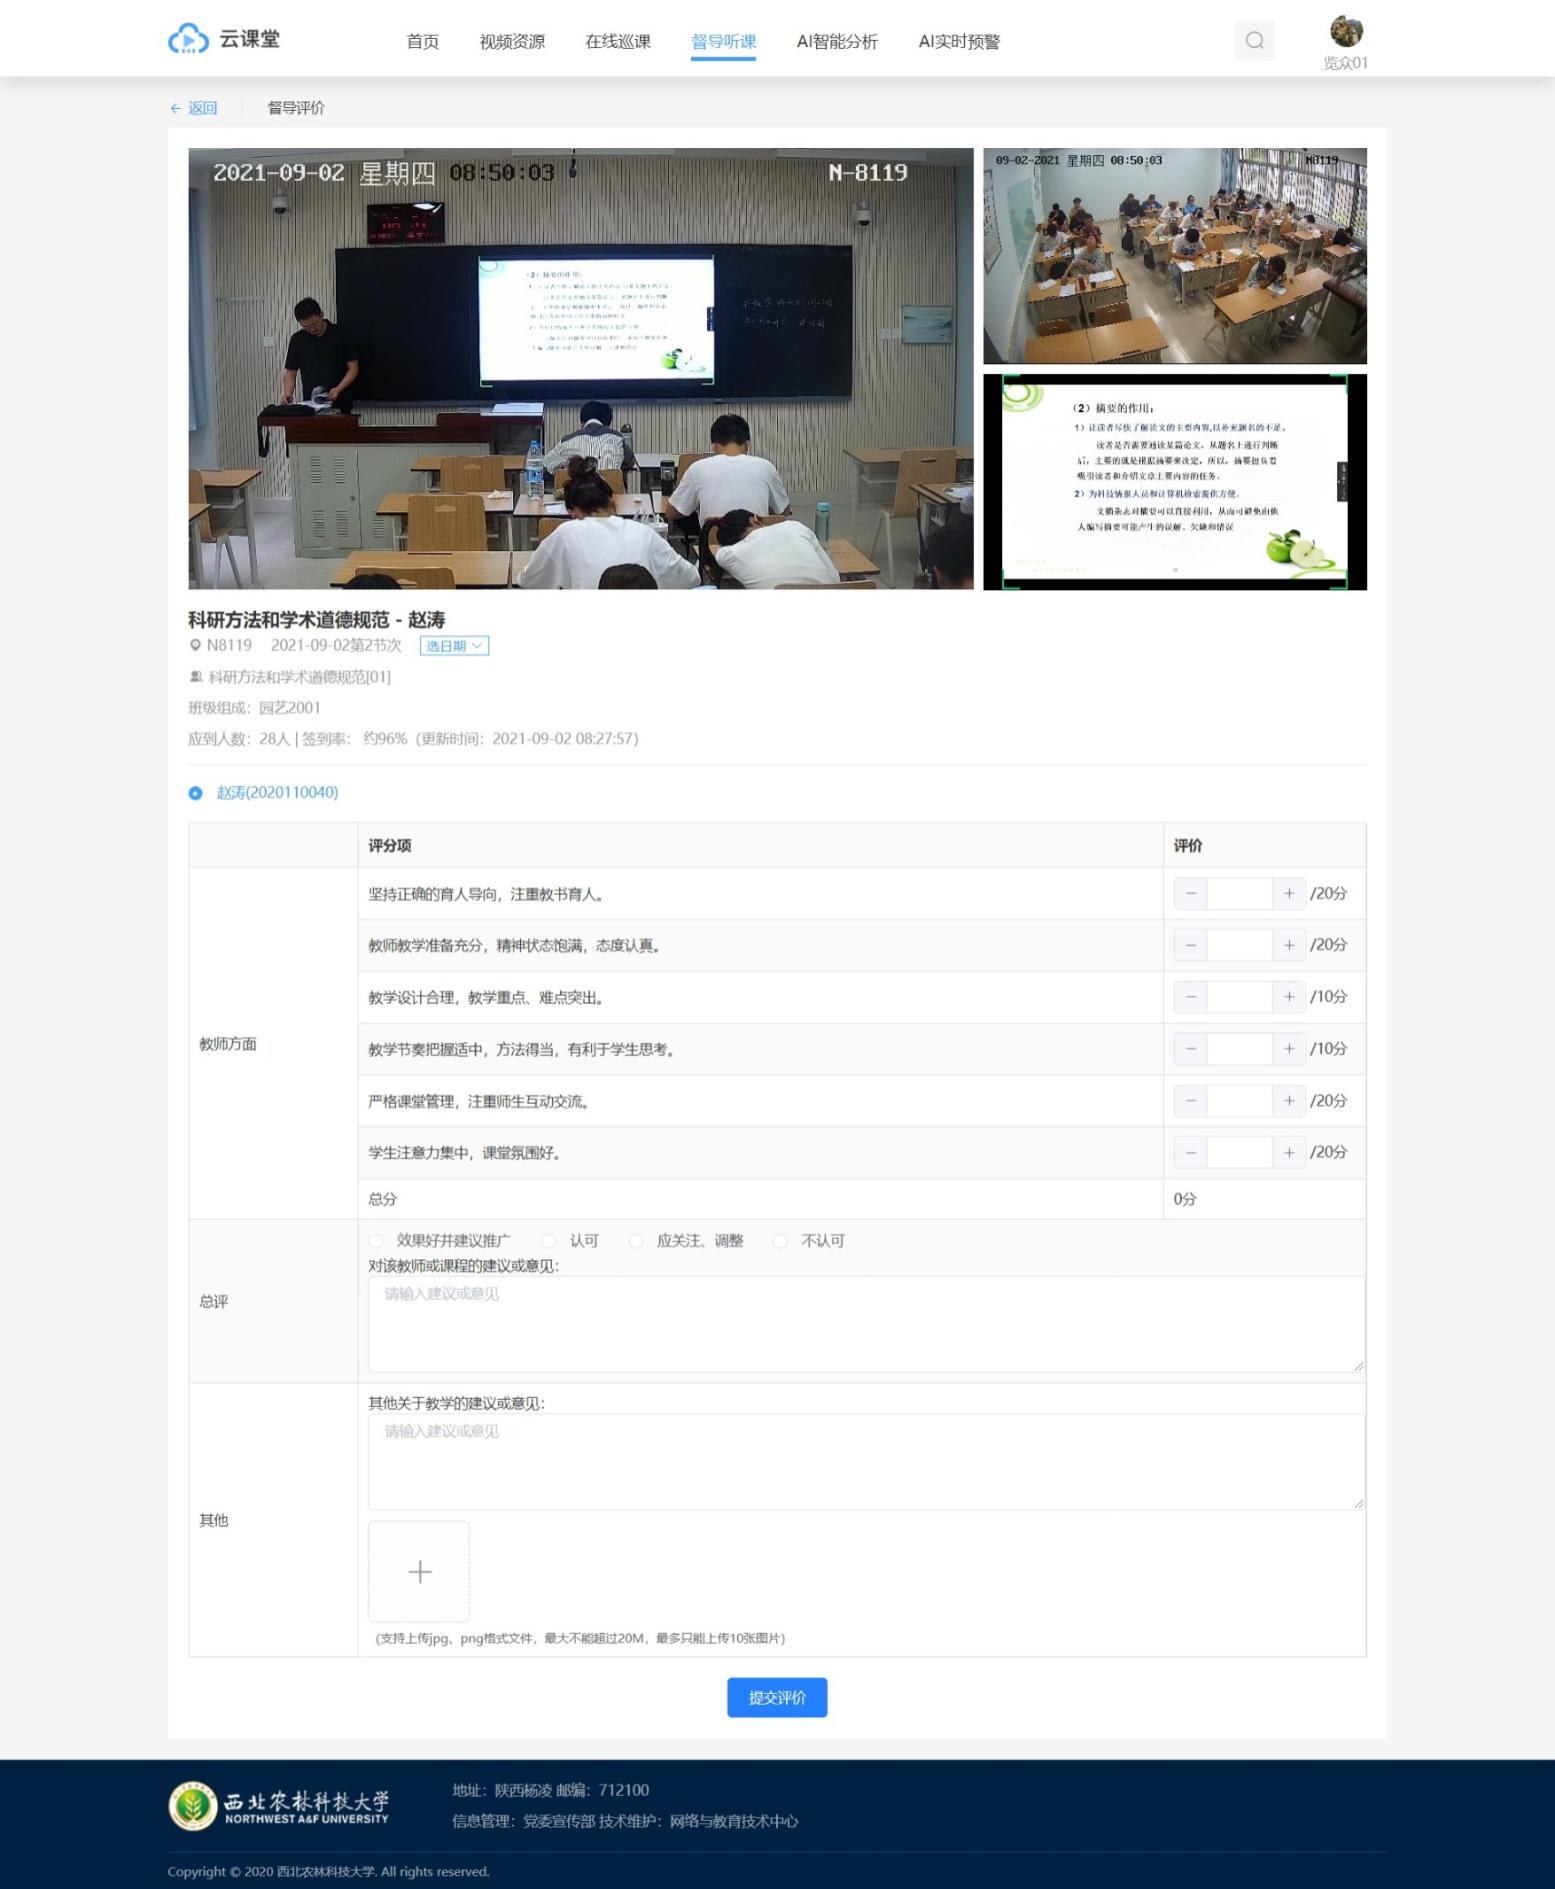 云课堂
首页 视频资源 在线巡课 督导听课 AI智能分析 AI实时预警
览众01
返回 督导评价
2021-09-02 星期四 08:50:03 N-8119
09-02-2021 星期四 08:50:03 N8119
(2) 摘要的作用:
1) 让读者尽快了解论文的主要内容,以补充题名的不足。
读者是否需要通读某篇论文, 从题名上进行判断
后, 主要的就是根据摘要来决定, 所以, 摘要担负着
吸引读者和介绍文章主要内容的任务。
2) 为科技情报人员和计算机检索提供方便。
文摘杂志对摘要可以直接利用, 从而可避免由他
人编写摘要可能产生的误解、欠缺和错误
科研方法和学术道德规范 - 赵涛
N8119 2021-09-02第2节次 选日期
科研方法和学术道德规范[01]
班级组成：园艺2001
应到人数：28人 | 签到率： 约96%（更新时间：2021-09-02 08:27:57）
赵涛(2020110040)
评分项 评价
教师方面
坚持正确的育人导向，注重教书育人。 /20分
教师教学准备充分，精神状态饱满，态度认真。 /20分
教学设计合理，教学重点、难点突出。 /10分
教学节奏把握适中，方法得当，有利于学生思考。 /10分
严格课堂管理，注重师生互动交流。 /20分
学生注意力集中，课堂氛围好。 /20分
总分 0分
总评
效果好并建议推广 认可 应关注、调整 不认可
对该教师或课程的建议或意见：
请输入建议或意见
其他
其他关于教学的建议或意见：
请输入建议或意见
(支持上传jpg、png格式文件，最大不能超过20M，最多只能上传10张图片)
提交评价
西北农林科技大学
NORTHWEST A&F UNIVERSITY
地址：陕西杨凌 邮编：712100
信息管理：党委宣传部 技术维护：网络与教育技术中心
Copyright © 2020 西北农林科技大学. All rights reserved.